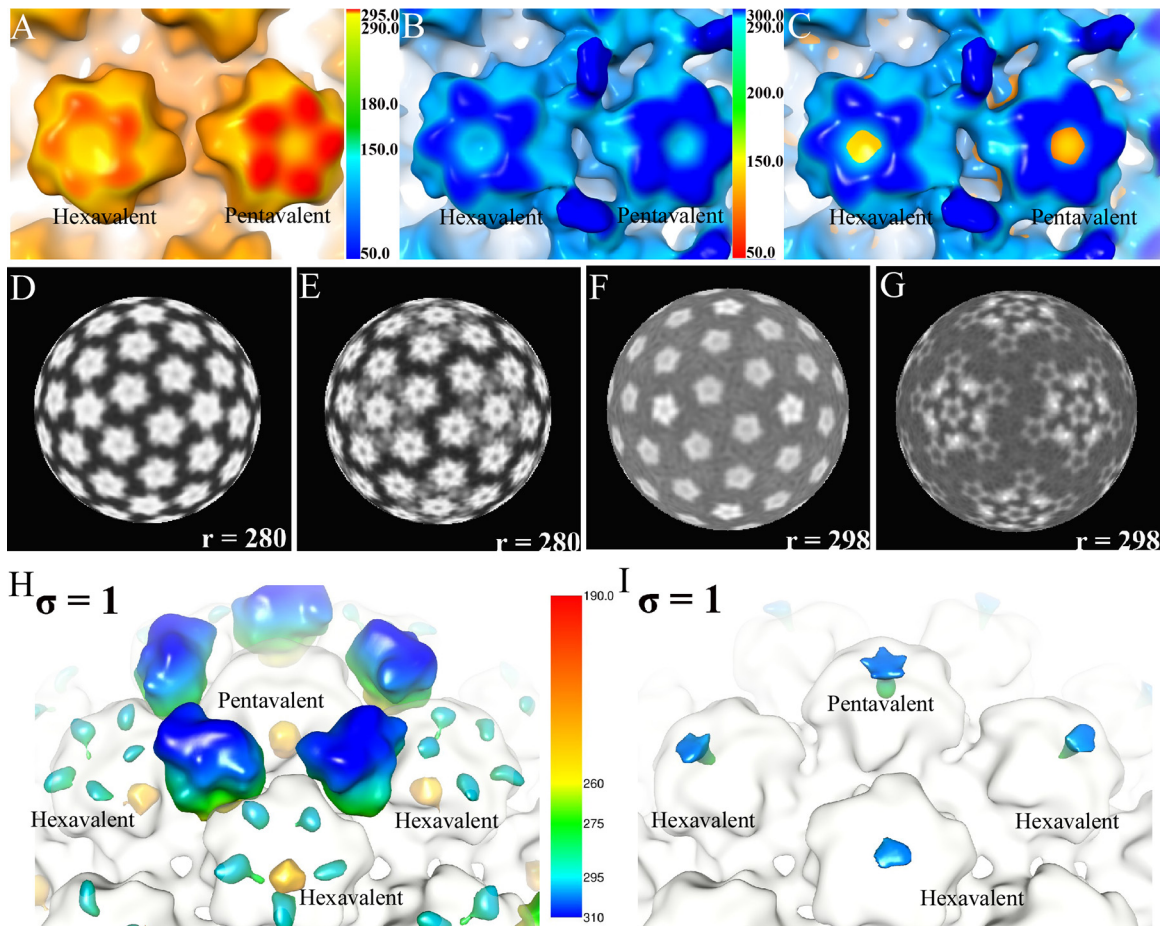 A
Hexavalent
Pentavalent
295.0
290.0
180.0
150.0
50.0
B
Hexavalent
Pentavalent
300.0
290.0
200.0
150.0
50.0
C
Hexavalent
Pentavalent
D
r = 280
E
r = 280
F
r = 298
G
r = 298
H
σ = 1
Pentavalent
Hexavalent
Hexavalent
Hexavalent
190.0
260
275
295
310
I
σ = 1
Pentavalent
Hexavalent
Hexavalent
Hexavalent